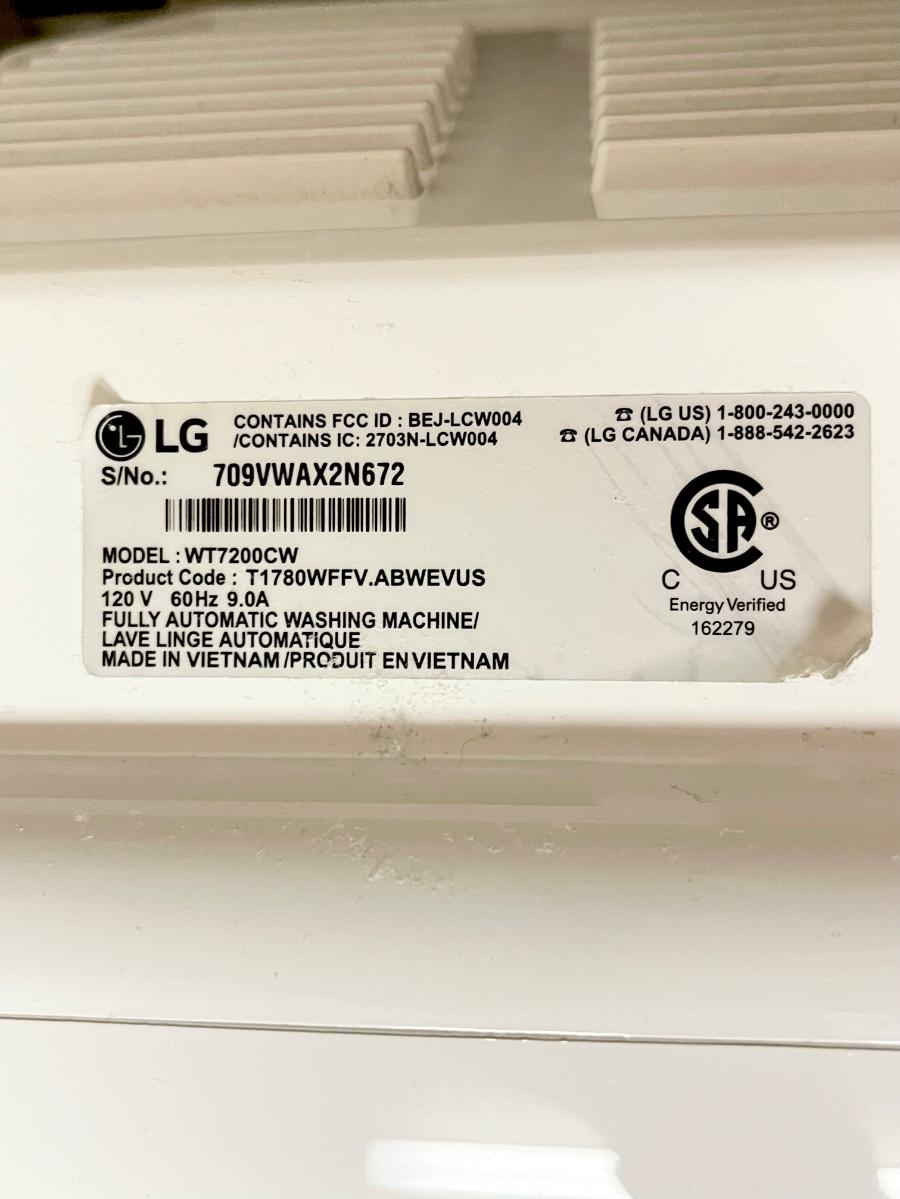 LG
CONTAINS FCC ID : BEJ-LCW004
/CONTAINS IC: 2703N-LCW004
☎ (LG US) 1-800-243-0000
☎ (LG CANADA) 1-888-542-2623
S/No.: 709VWAX2N672
MODEL : WT7200CW
Product Code : T1780WFFV.ABWEVUS
120 V 60Hz 9.0A
FULLY AUTOMATIC WASHING MACHINE/
LAVE LINGE AUTOMATIQUE
MADE IN VIETNAM /PRODUIT EN VIETNAM
SA ®
C US
Energy Verified
162279